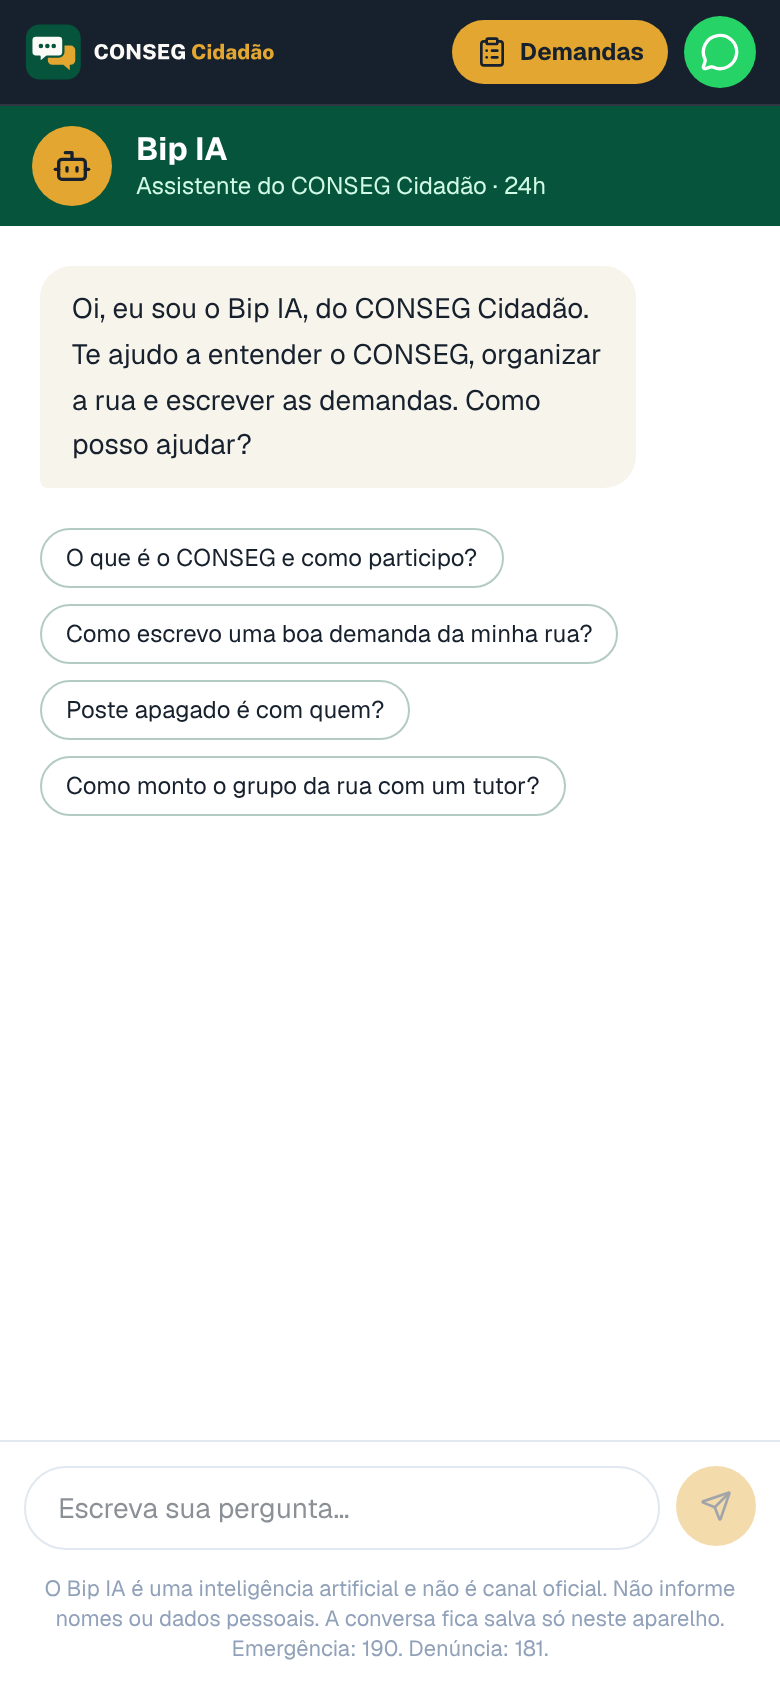 CONSEG Cidadão
Demandas
Bip IA
Assistente do CONSEG Cidadão · 24h
Oi, eu sou o Bip IA, do CONSEG Cidadão.
Te ajudo a entender o CONSEG, organizar
a rua e escrever as demandas. Como
posso ajudar?
O que é o CONSEG e como participo?
Como escrevo uma boa demanda da minha rua?
Poste apagado é com quem?
Como monto o grupo da rua com um tutor?
Escreva sua pergunta...
O Bip IA é uma inteligência artificial e não é canal oficial. Não informe
nomes ou dados pessoais. A conversa fica salva só neste aparelho.
Emergência: 190. Denúncia: 181.